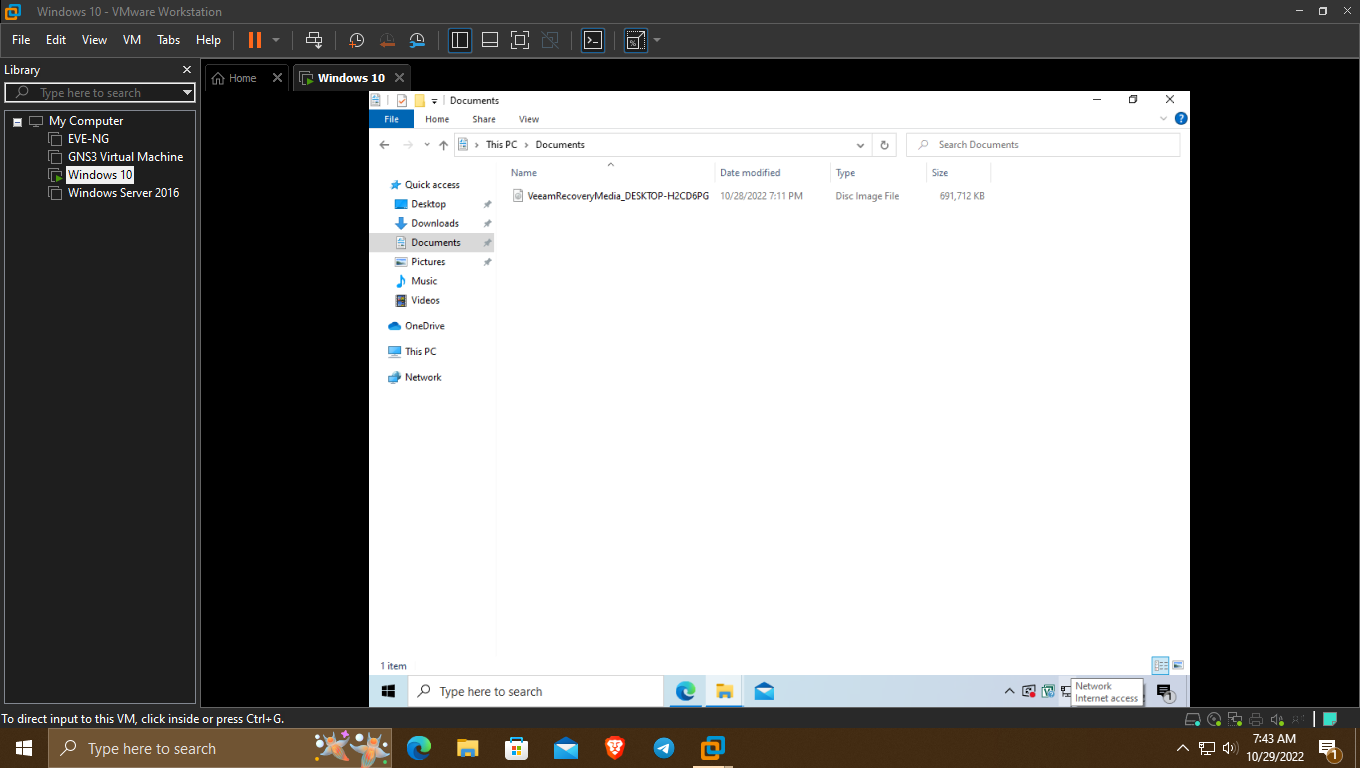 Windows 10 - VMware Workstation
File Edit View VM Tabs Help
Library
Type here to search
My Computer
EVE-NG
GNS3 Virtual Machine
Windows 10
Windows Server 2016
Home
Windows 10
Documents
File Home Share View
This PC > Documents
Search Documents
Quick access
Desktop
Downloads
Documents
Pictures
Music
Videos
OneDrive
This PC
Network
Name Date modified Type Size
VeeamRecoveryMedia_DESKTOP-H2CD6PG 10/28/2022 7:11 PM Disc Image File 691,712 KB
1 item
Type here to search
Network
Internet access
1
To direct input to this VM, click inside or press Ctrl+G.
Type here to search
7:43 AM
10/29/2022
1